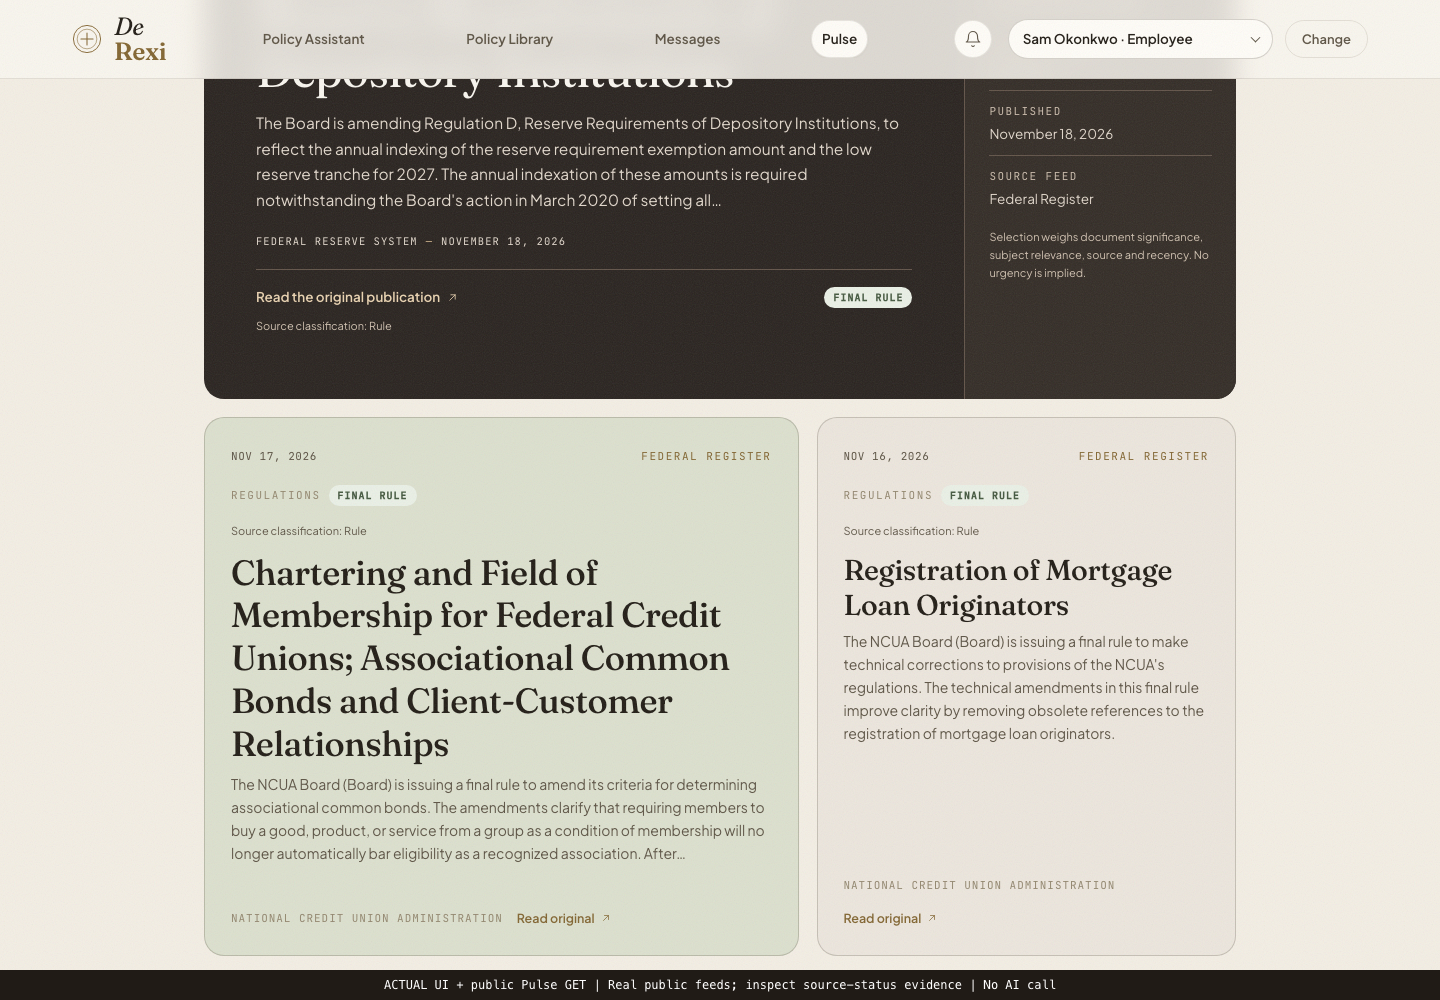 De
Rexi
Policy Assistant
Policy Library
Messages
Pulse
Sam Okonkwo · Employee
Change
Depository Institutions
The Board is amending Regulation D, Reserve Requirements of Depository Institutions, to
reflect the annual indexing of the reserve requirement exemption amount and the low
reserve tranche for 2027. The annual indexation of these amounts is required
notwithstanding the Board's action in March 2020 of setting all…
FEDERAL RESERVE SYSTEM — NOVEMBER 18, 2026
Read the original publication ↗
FINAL RULE
Source classification: Rule
PUBLISHED
November 18, 2026
SOURCE FEED
Federal Register
Selection weighs document significance,
subject relevance, source and recency. No
urgency is implied.
NOV 17, 2026
FEDERAL REGISTER
REGULATIONS
FINAL RULE
Source classification: Rule
Chartering and Field of
Membership for Federal Credit
Unions; Associational Common
Bonds and Client-Customer
Relationships
The NCUA Board (Board) is issuing a final rule to amend its criteria for determining
associational common bonds. The amendments clarify that requiring members to
buy a good, product, or service from a group as a condition of membership will no
longer automatically bar eligibility as a recognized association. After…
NATIONAL CREDIT UNION ADMINISTRATION
Read original ↗
NOV 16, 2026
FEDERAL REGISTER
REGULATIONS
FINAL RULE
Source classification: Rule
Registration of Mortgage
Loan Originators
The NCUA Board (Board) is issuing a final rule to make
technical corrections to provisions of the NCUA's
regulations. The technical amendments in this final rule
improve clarity by removing obsolete references to the
registration of mortgage loan originators.
NATIONAL CREDIT UNION ADMINISTRATION
Read original ↗
ACTUAL UI + public Pulse GET | Real public feeds; inspect source-status evidence | No AI call